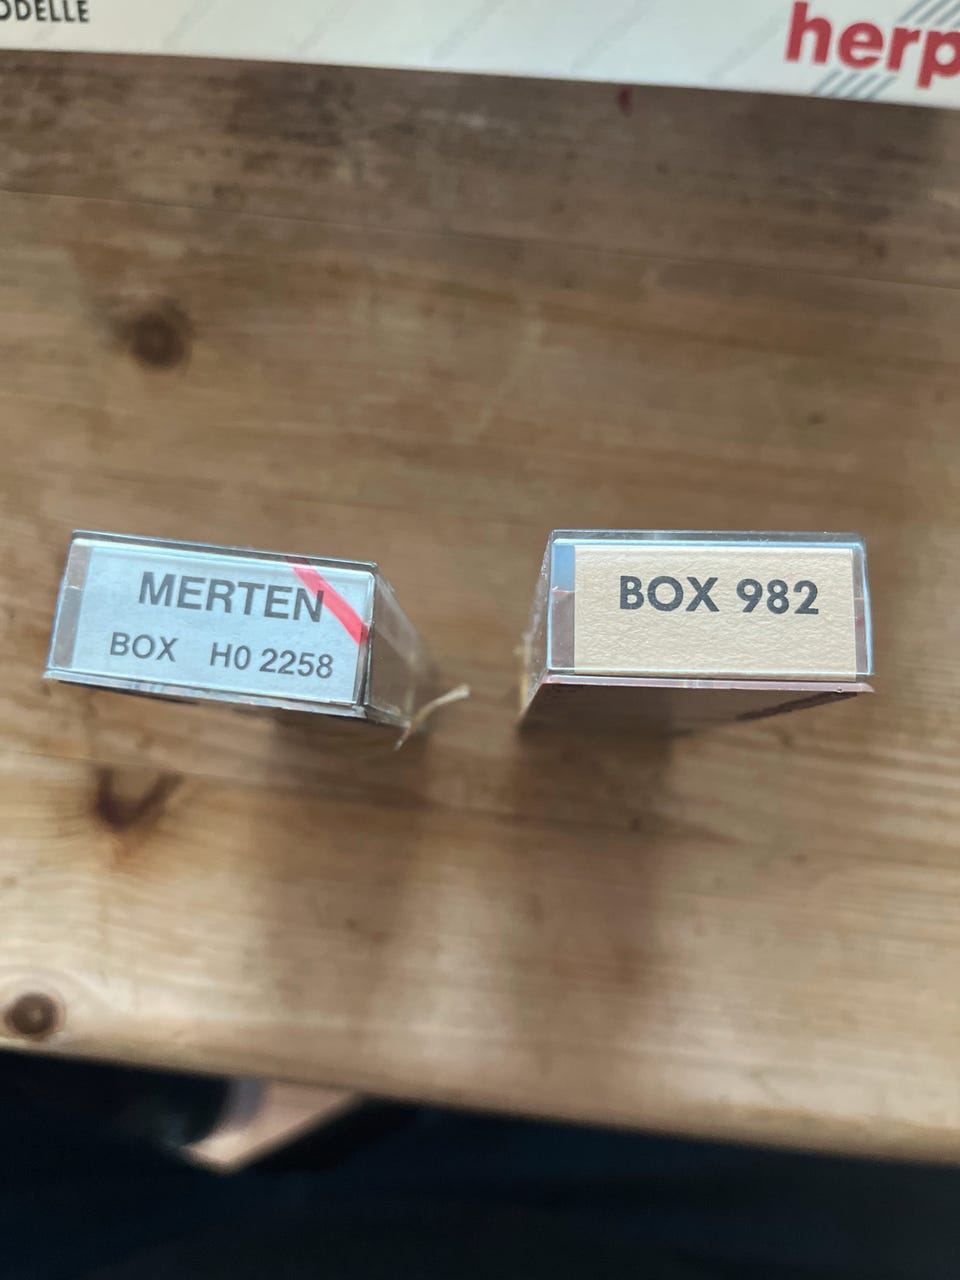 ODELLE
herp
MERTEN
BOX H0 2258
BOX 982